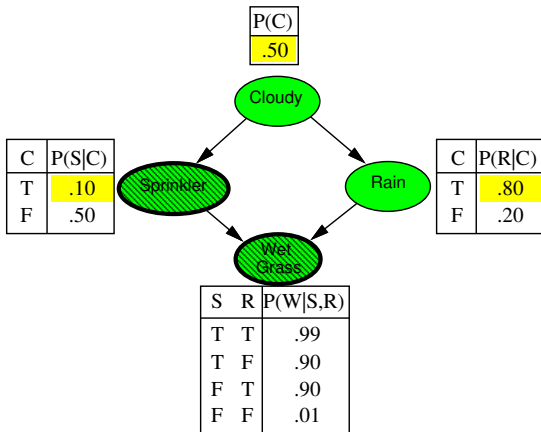 P(C)
.50
Cloudy
C P(S|C)
T .10
F .50
Sprinkler
Rain
C P(R|C)
T .80
F .20
Wet
Grass
S R P(W|S,R)
T T .99
T F .90
F T .90
F F .01